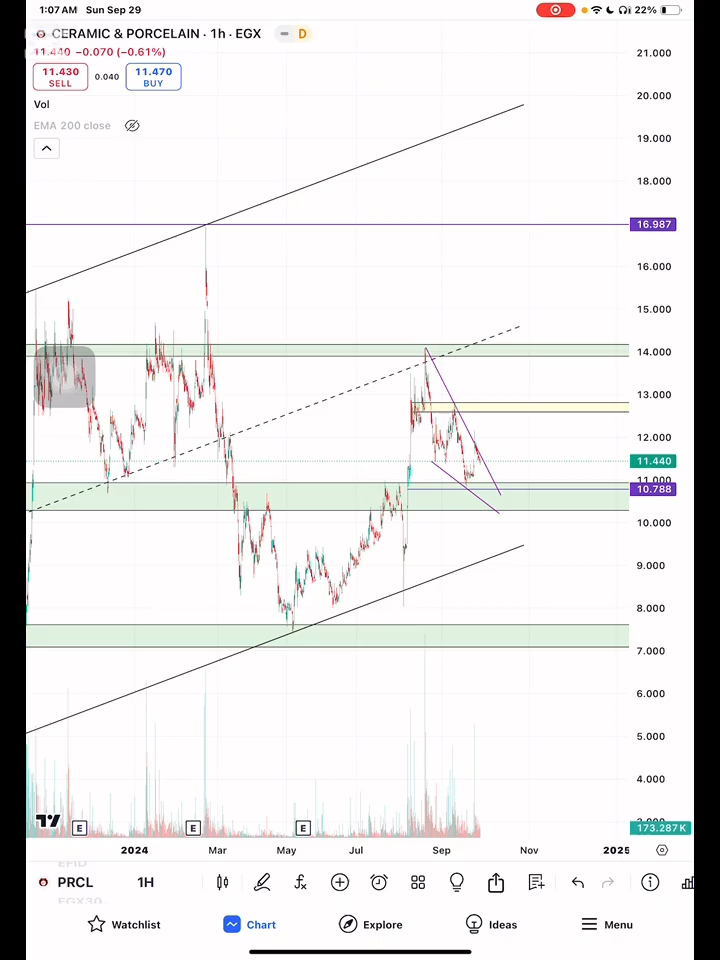 1:07 AM Sun Sep 29
22%
CERAMIC & PORCELAIN · 1h · EGX
D
11.440 −0.070 (−0.61%)
11.430
SELL
0.040
11.470
BUY
Vol
EMA 200 close
21.000
20.000
19.000
18.000
16.987
16.000
15.000
14.000
13.000
12.000
11.440
11.000
10.788
10.000
9.000
8.000
7.000
6.000
5.000
4.000
173.287K
E
E
E
2024
Mar
May
Jul
Sep
Nov
2025
PRCL
1H
EGX30
Watchlist
Chart
Explore
Ideas
Menu